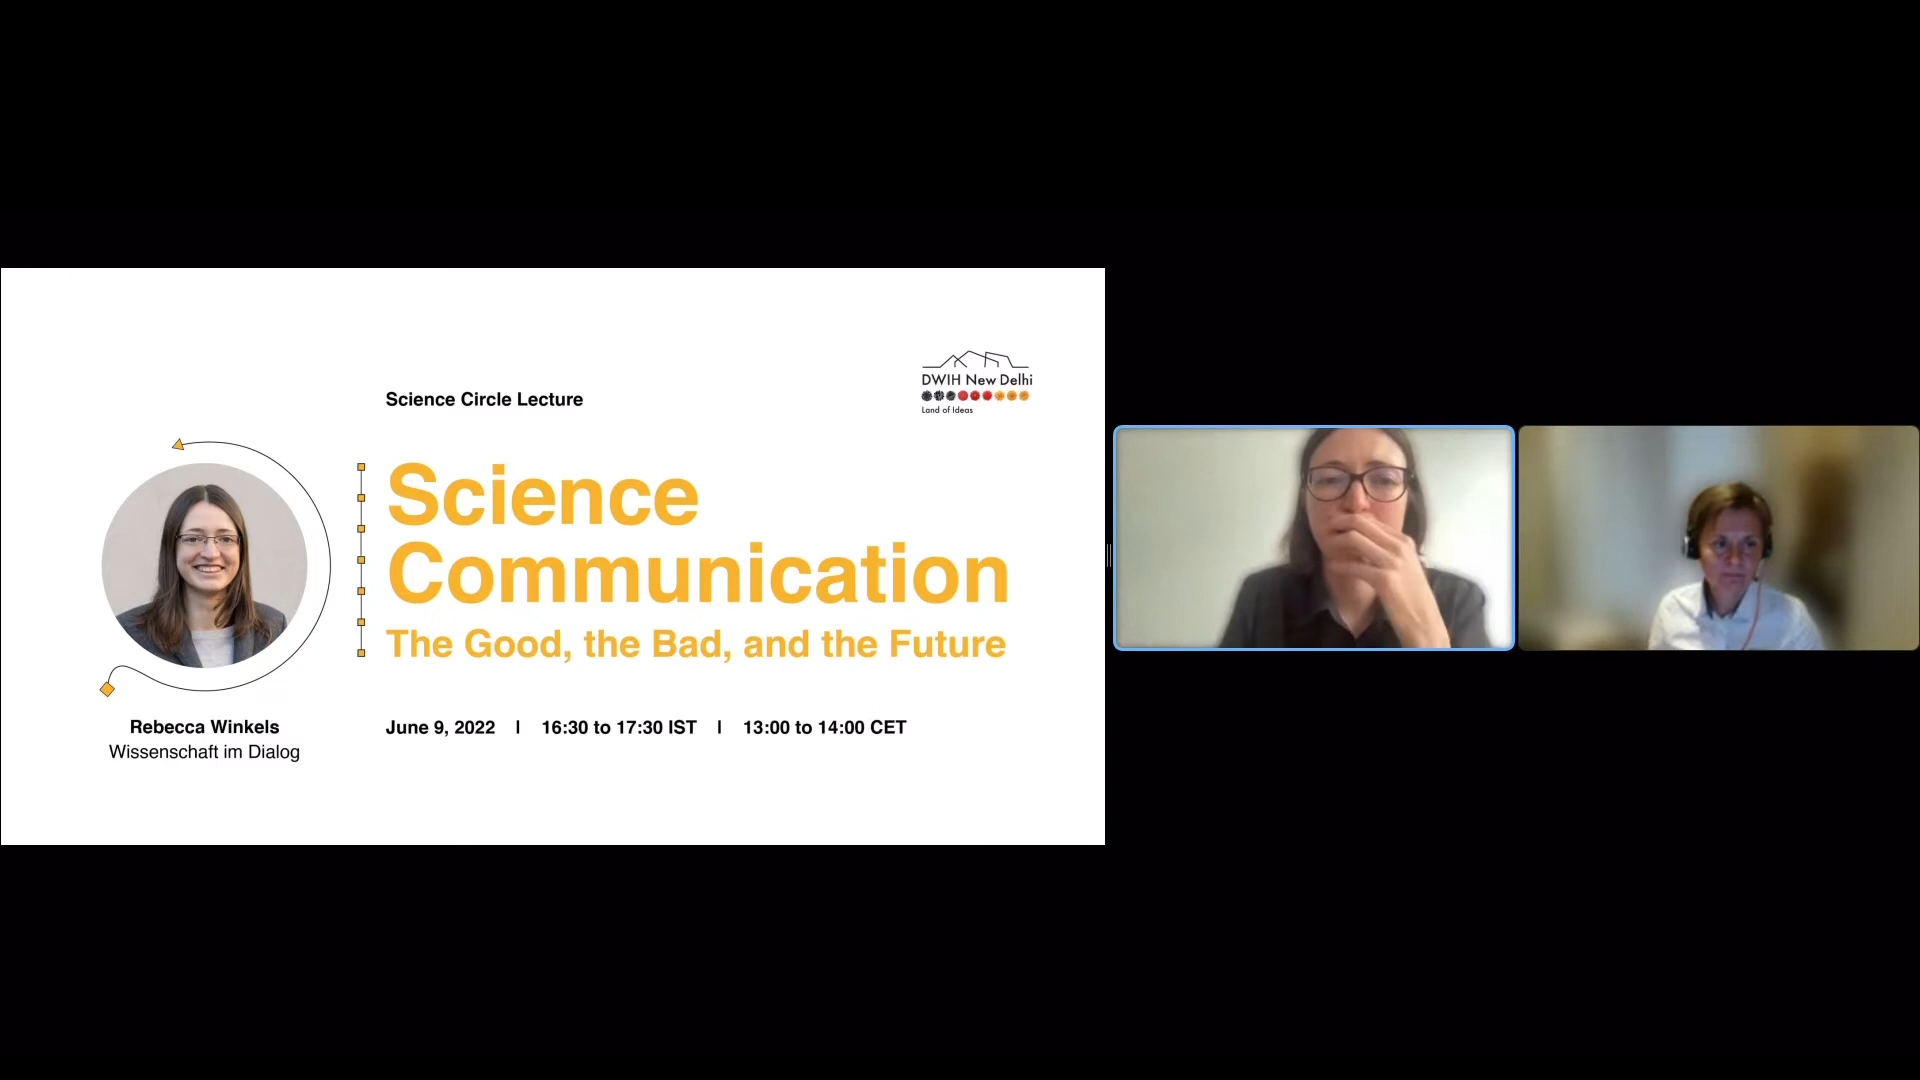 Science Circle Lecture
DWIH New Delhi
Land of Ideas
Science
Communication
The Good, the Bad, and the Future
Rebecca Winkels
Wissenschaft im Dialog
June 9, 2022 | 16:30 to 17:30 IST | 13:00 to 14:00 CET